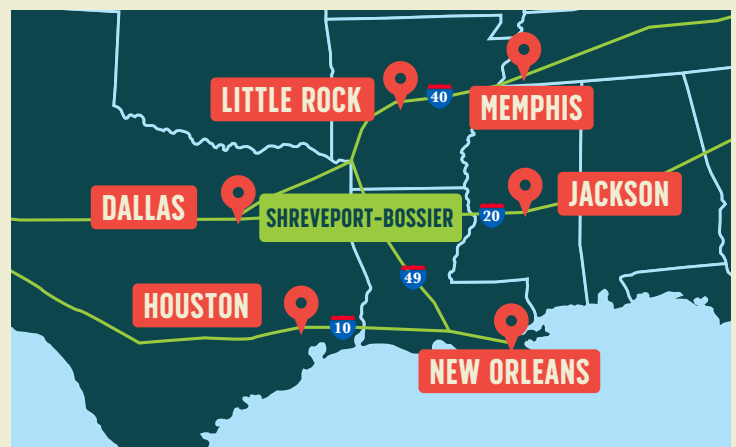 LITTLE ROCK
40
MEMPHIS
DALLAS
SHREVEPORT-BOSSIER
20
JACKSON
49
HOUSTON
10
NEW ORLEANS